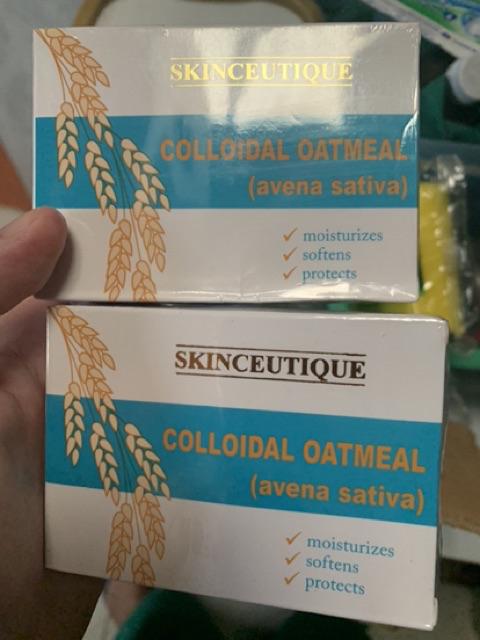 SKINCEUTIQUE
COLLOIDAL OATMEAL
(avena sativa)
✓ moisturizes
✓ softens
✓ protects
SKINCEUTIQUE
COLLOIDAL OATMEAL
(avena sativa)
✓ moisturizes
✓ softens
✓ protects